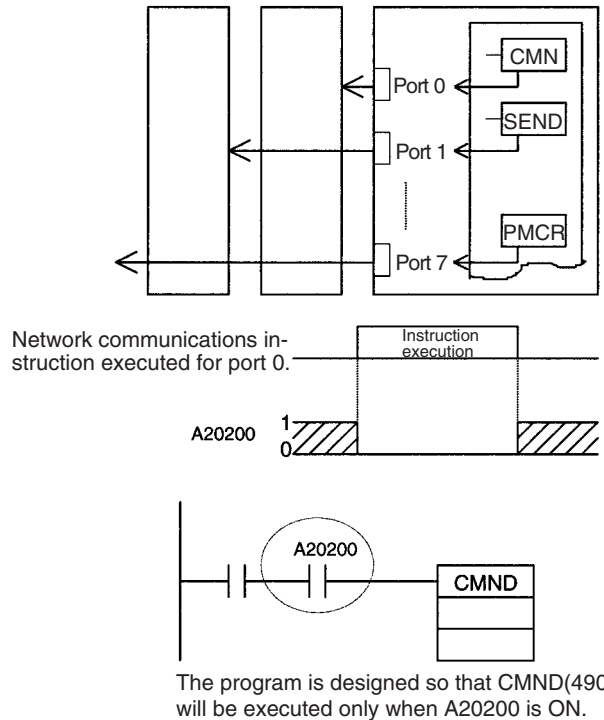 CMN
Port 0
SEND
Port 1
PMCR
Port 7
Network communications in-
struction executed for port 0.
Instruction
execution
A20200
1
0
A20200
CMND
The program is designed so that CMND(490
will be executed only when A20200 is ON.